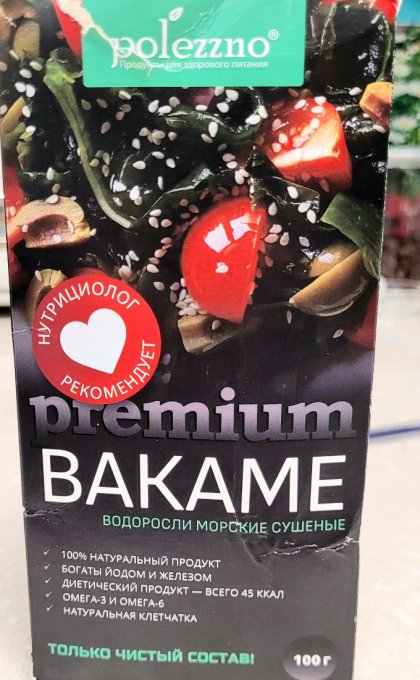 polezzno®
Продукты для здорового питания
НУТРИЦИОЛОГ
РЕКОМЕНДУЕТ
premium
ВАКАМЕ
ВОДОРОСЛИ МОРСКИЕ СУШЕНЫЕ
✓ 100% НАТУРАЛЬНЫЙ ПРОДУКТ
✓ БОГАТЫ ЙОДОМ И ЖЕЛЕЗОМ
✓ ДИЕТИЧЕСКИЙ ПРОДУКТ — ВСЕГО 45 ККАЛ
✓ ОМЕГА-3 И ОМЕГА-6
✓ НАТУРАЛЬНАЯ КЛЕТЧАТКА
ТОЛЬКО ЧИСТЫЙ СОСТАВ!
100 г